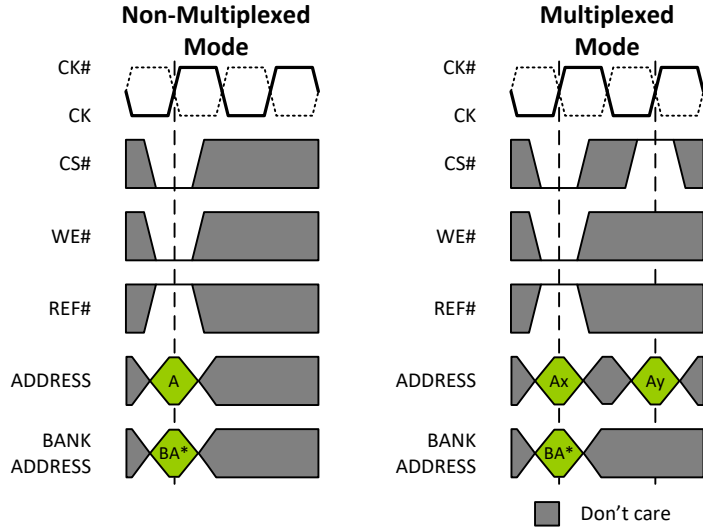 Non-Multiplexed
Mode
CK#
CK
CS#
WE#
REF#
ADDRESS
A
BANK
ADDRESS
BA*
Multiplexed
Mode
CK#
CK
CS#
WE#
REF#
ADDRESS
Ax
Ay
BANK
ADDRESS
BA*
Don't care